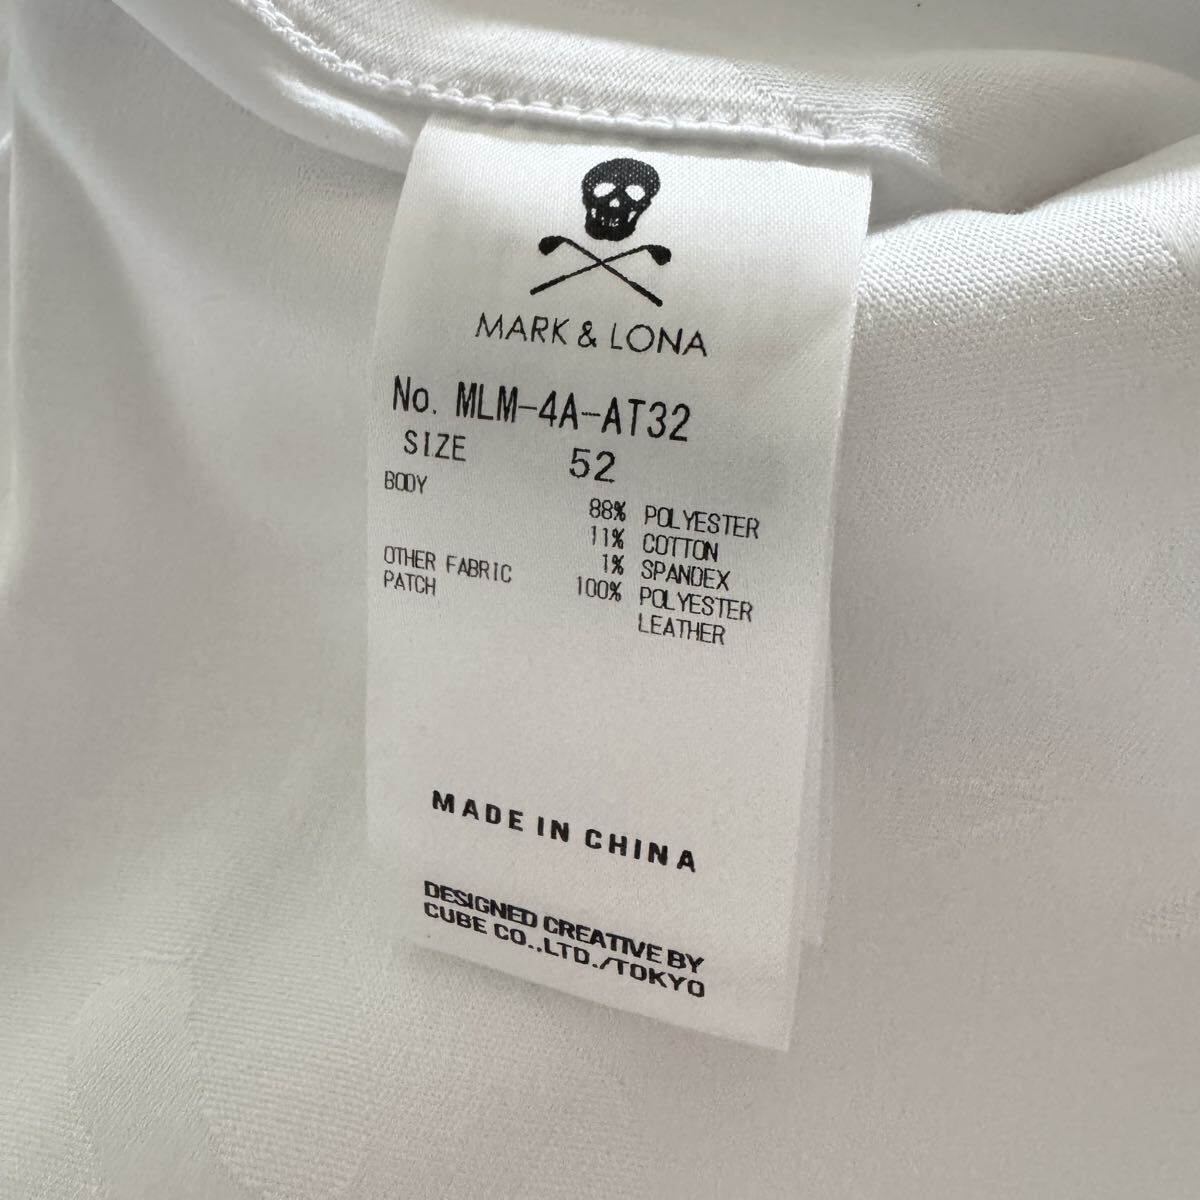 MARK & LONA
No. MLM-4A-AT32
SIZE 52
BODY
88% POLYESTER
11% COTTON
1% SPANDEX
OTHER FABRIC 100% POLYESTER
PATCH LEATHER
MADE IN CHINA
DESIGNED CREATIVE BY
CUBE CO.,LTD./TOKYO